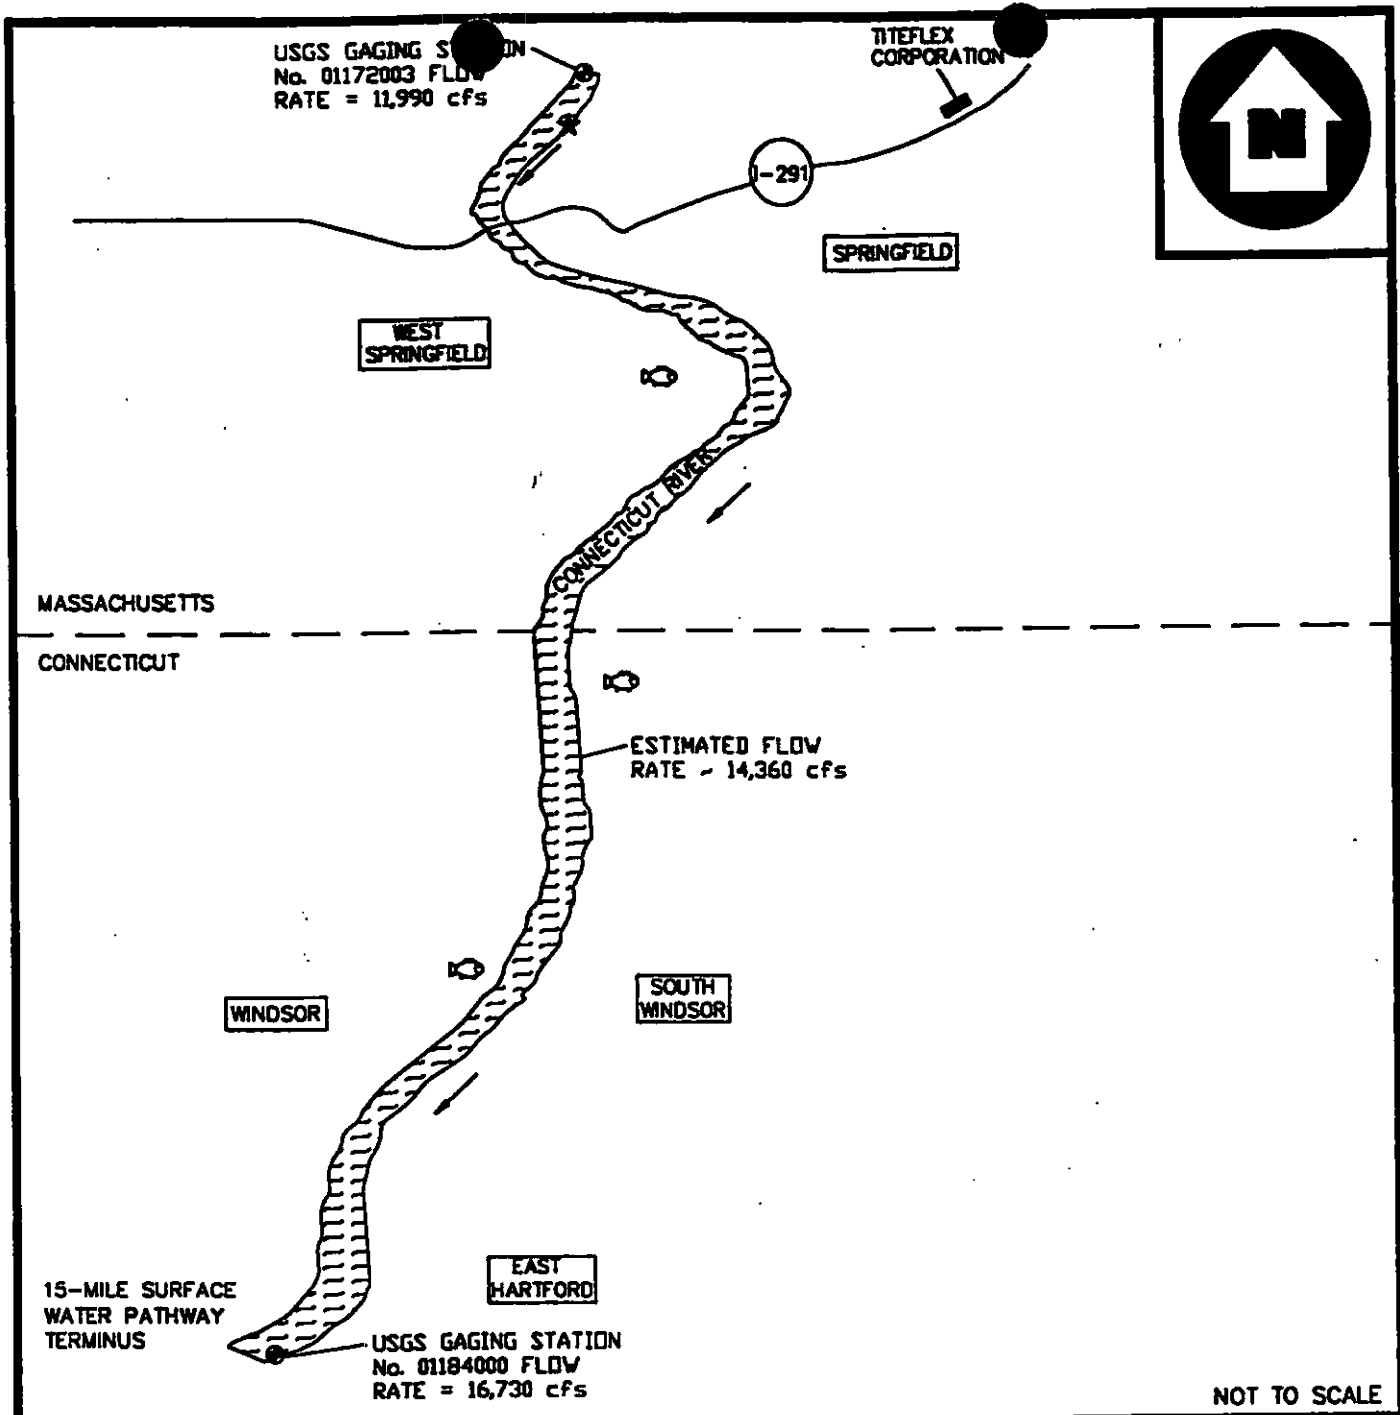 USGS GAGING S ON
No. 01172003 FLOW
RATE = 11,990 cfs
TITEFLEX
CORPORATION
N
I-291
SPRINGFIELD
WEST
SPRINGFIELD
CONNECTICUT RIVER
MASSACHUSETTS
CONNECTICUT
ESTIMATED FLOW
RATE ~ 14,360 cfs
WINDSOR
SOUTH
WINDSOR
EAST
HARTFORD
15-MILE SURFACE
WATER PATHWAY
TERMINUS
USGS GAGING STATION
No. 01184000 FLOW
RATE = 16,730 cfs
NOT TO SCALE